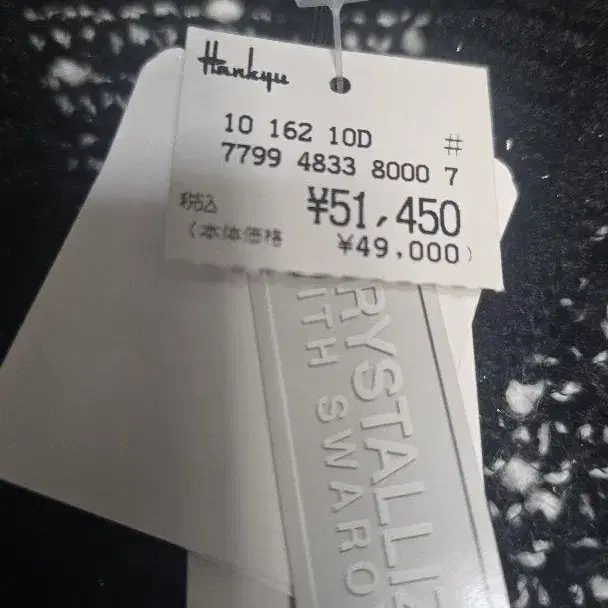 Hankyu
10 162 10D #
7799 4833 8000 7
税込 ¥51,450
(本体価格 ¥49,000)
RYSTALLIZ
ITH SWARO